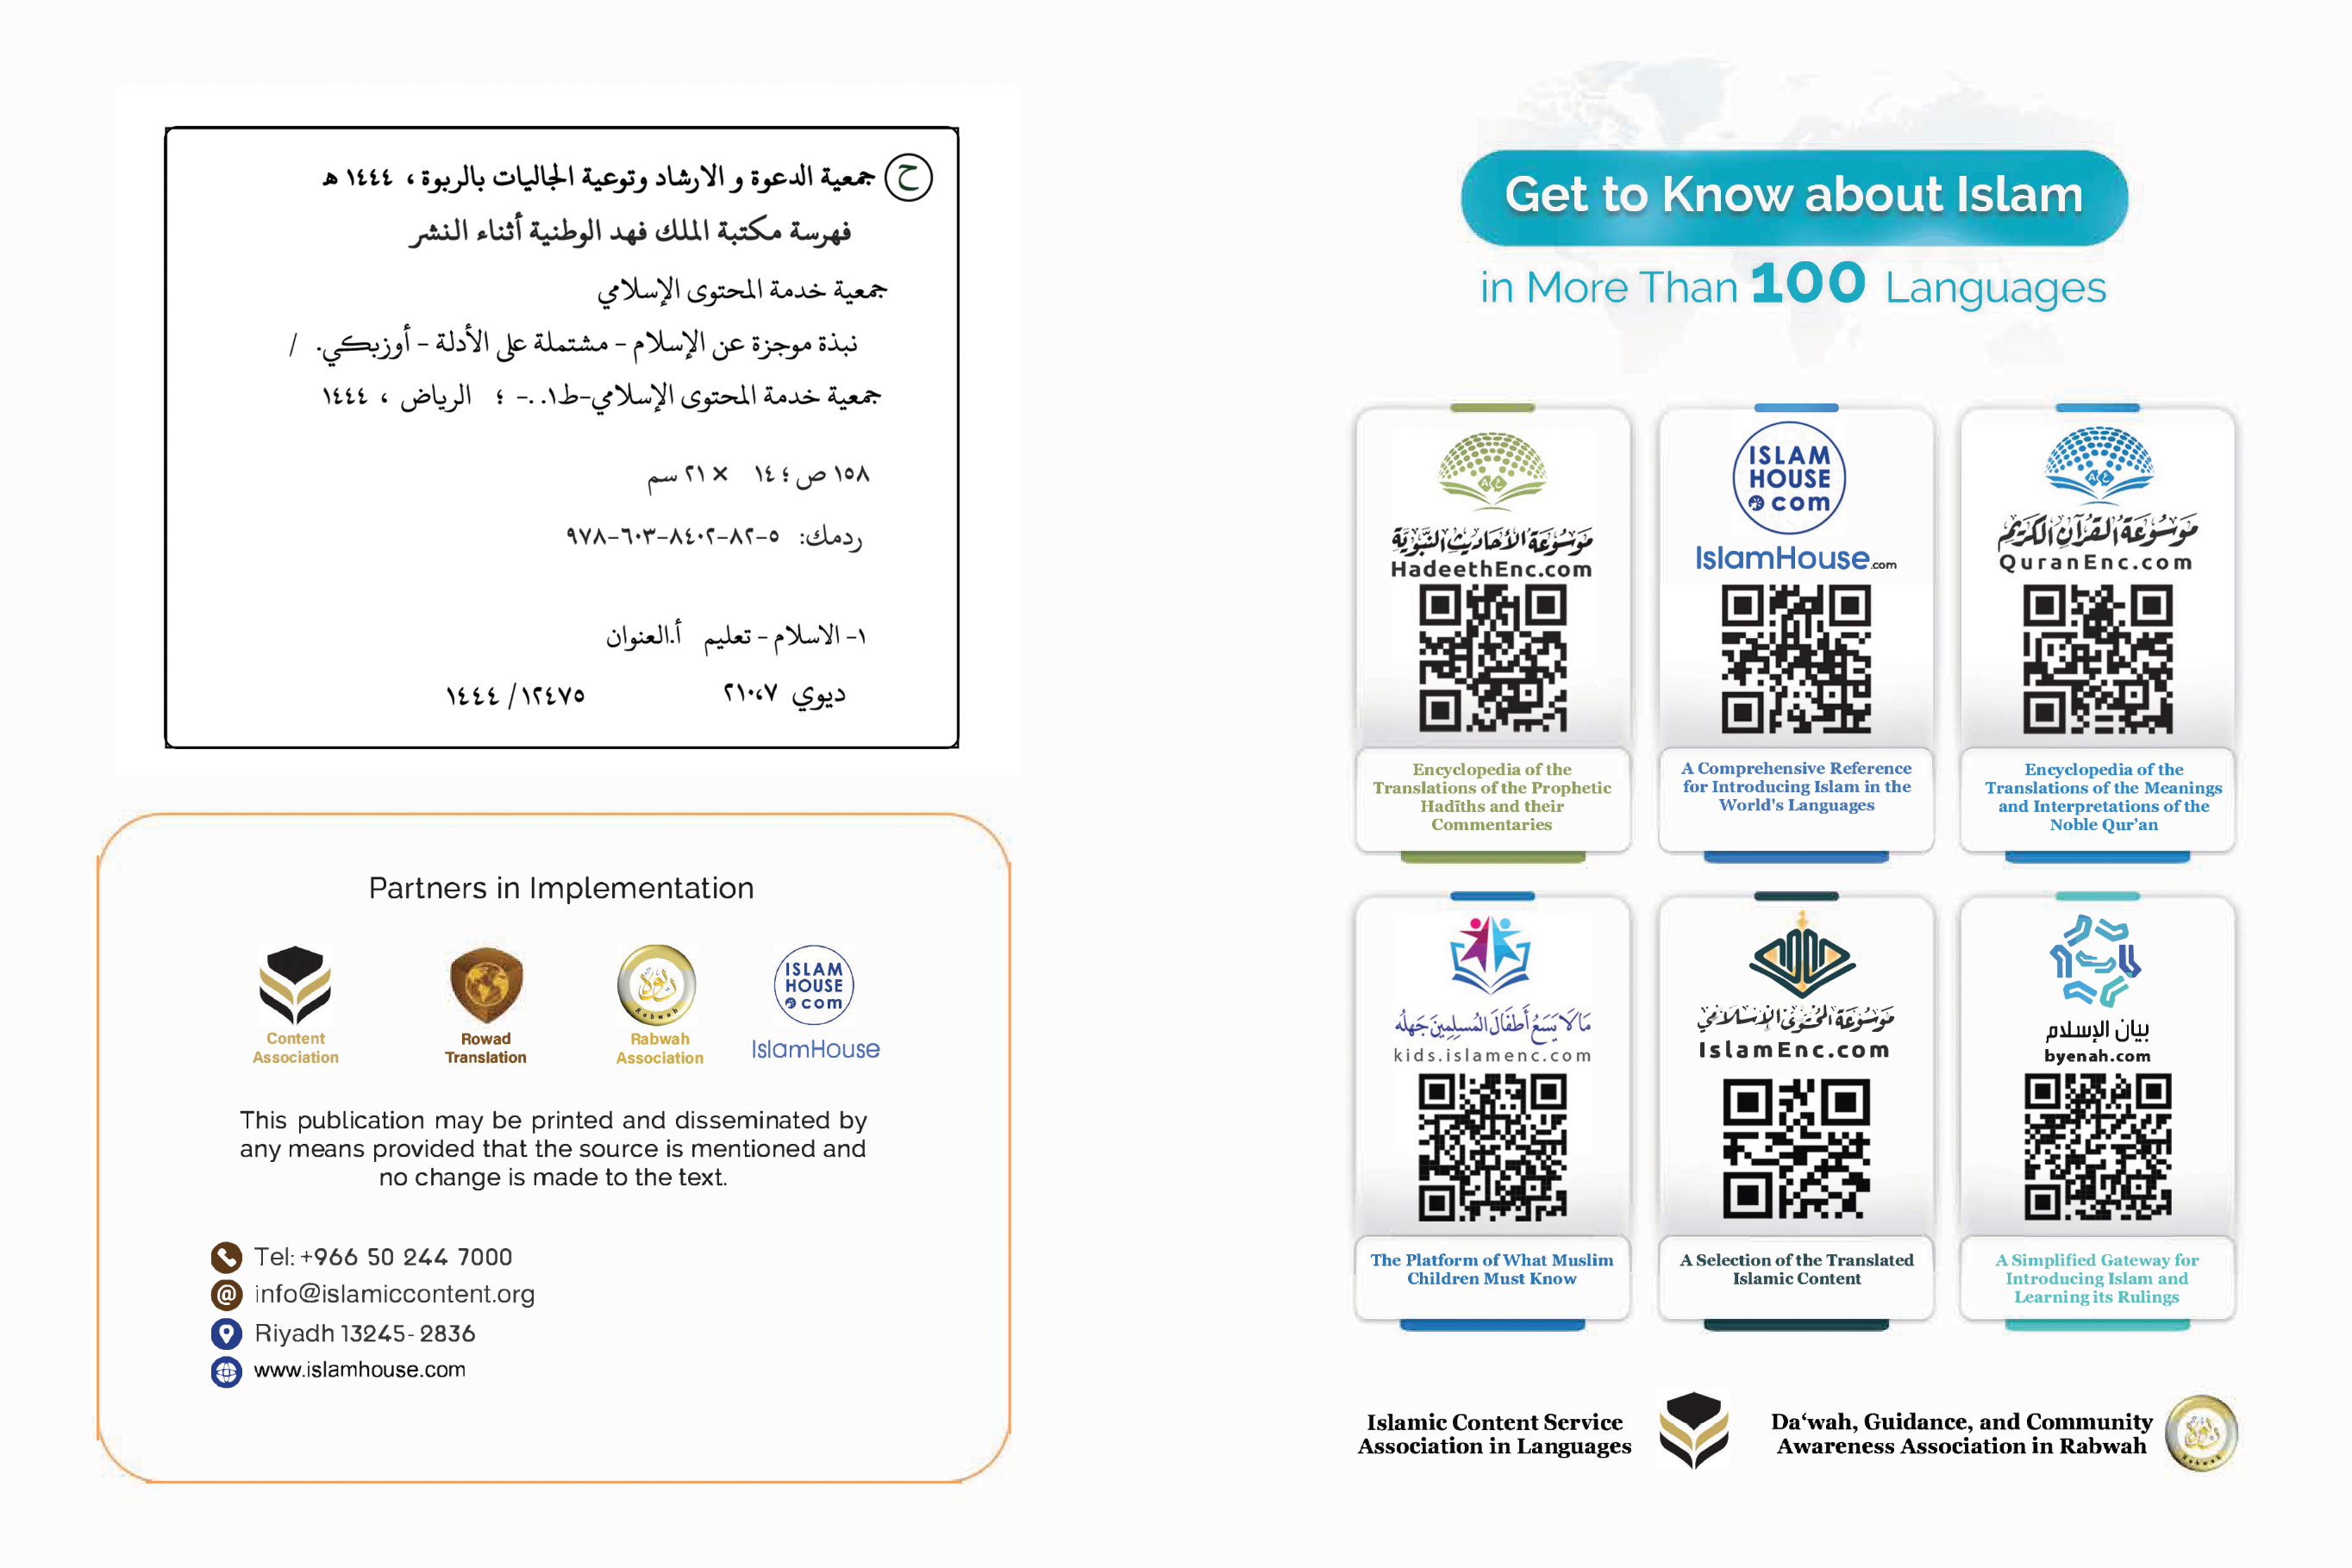 ح جمعية الدعوة و الارشاد وتوعية الجاليات بالربوة ، ١٤٤٤ هـ
فهرسة مكتبة الملك فهد الوطنية أثناء النشر
جمعية خدمة المحتوى الإسلامي
نبذة موجزة عن الإسلام - مشتملة على الأدلة - أوزبكي. /
جمعية خدمة المحتوى الإسلامي-ط١. .- ؛ الرياض ، ١٤٤٤
١٥٨ ص ؛ ١٤ × ٢١ سم
ردمك: ٥-٨٢-٨٤٠٢-٦٠٣-٩٧٨
١- الاسلام - تعليم أ.العنوان
ديوي ٢١٠،٧ ١٢٤٧٥/ ١٤٤٤
Partners in Implementation
Content
Association
Rowad
Translation
Rabwah
Rabwah
Association
ISLAM
HOUSE
com
IslamHouse
This publication may be printed and disseminated by
any means provided that the source is mentioned and
no change is made to the text.
Tel: +966 50 244 7000
info@islamiccontent.org
Riyadh 13245- 2836
www.islamhouse.com
Get to Know about Islam
in More Than 100 Languages
موسوعة الأحاديث النبوية
HadeethEnc.com
Encyclopedia of the
Translations of the Prophetic
Hadīths and their
Commentaries
ISLAM
HOUSE
com
IslamHouse.com
A Comprehensive Reference
for Introducing Islam in the
World's Languages
موسوعة القرآن الكريم
QuranEnc.com
Encyclopedia of the
Translations of the Meanings
and Interpretations of the
Noble Qur’an
ما لا يسع أطفال المسلمين جهله
kids.islamenc.com
The Platform of What Muslim
Children Must Know
موسوعة المحتوى الإسلامي
IslamEnc.com
A Selection of the Translated
Islamic Content
بيان الإسلام
byenah.com
A Simplified Gateway for
Introducing Islam and
Learning its Rulings
Islamic Content Service
Association in Languages
Da‘wah, Guidance, and Community
Awareness Association in Rabwah
Rabwah